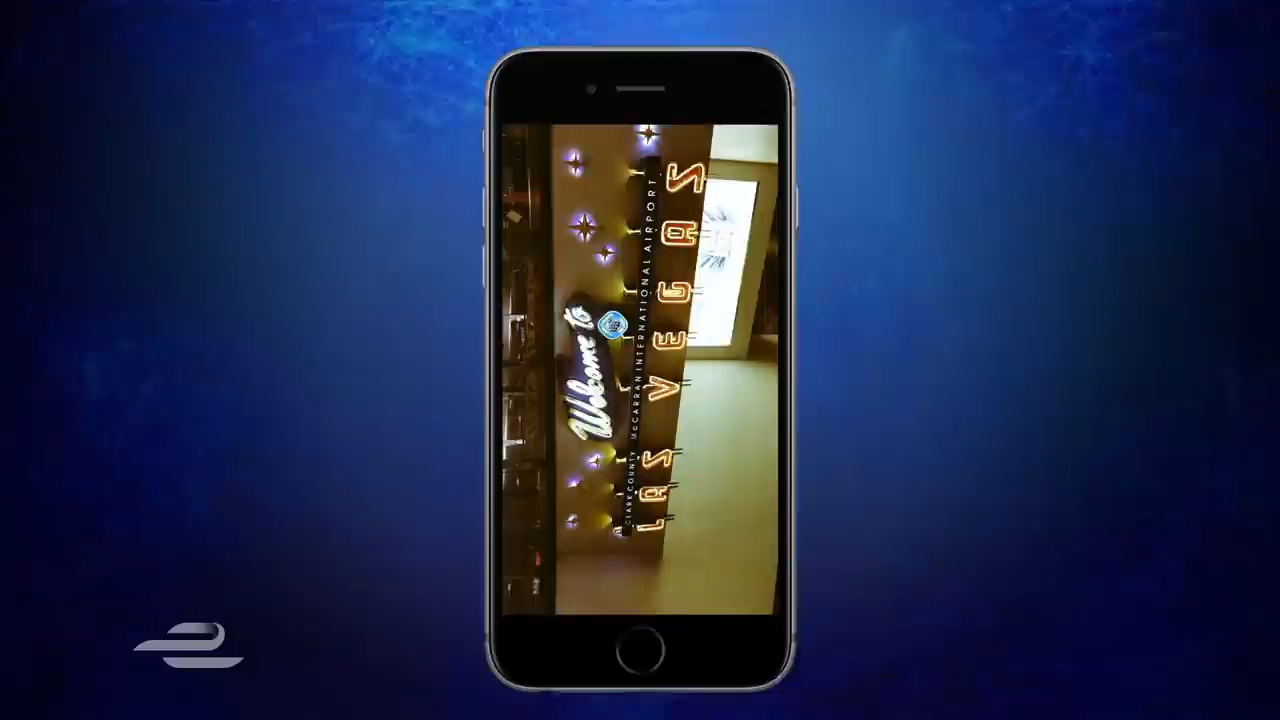 Welcome to
CLARK COUNTY McCARRAN INTERNATIONAL AIRPORT
LAS VEGAS